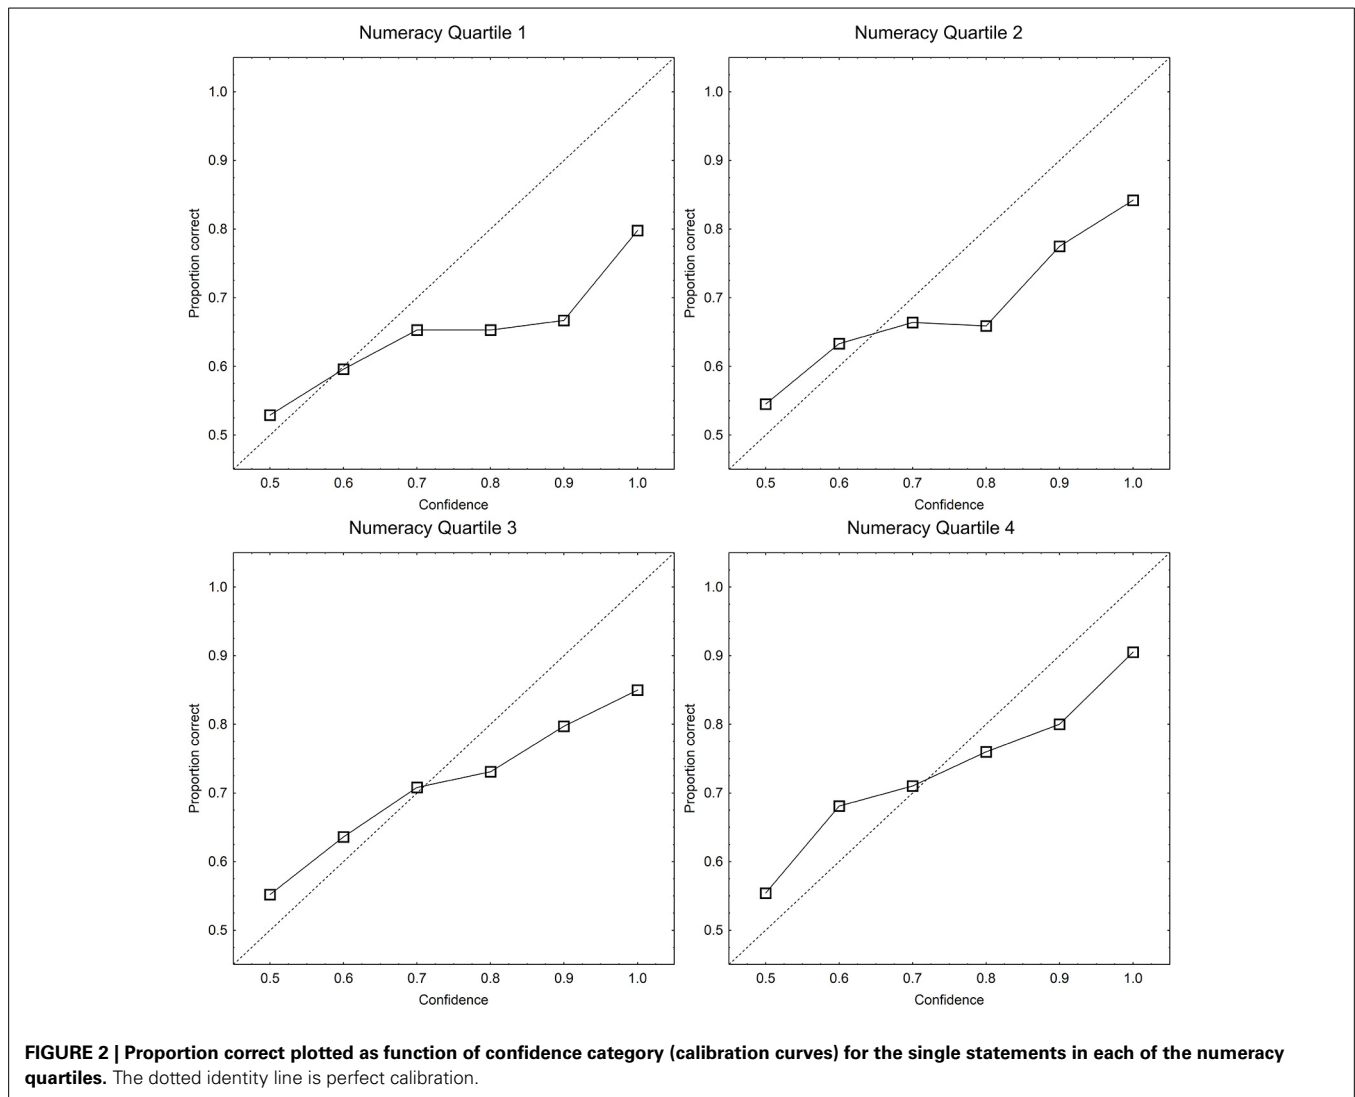 Numeracy Quartile 1
Numeracy Quartile 2
1.0
0.9
0.8
0.7
0.6
0.5
Proportion correct
0.5 0.6 0.7 0.8 0.9 1.0
Confidence
1.0
0.9
0.8
0.7
0.6
0.5
Proportion correct
0.5 0.6 0.7 0.8 0.9 1.0
Confidence
Numeracy Quartile 3
Numeracy Quartile 4
1.0
0.9
0.8
0.7
0.6
0.5
Proportion correct
0.5 0.6 0.7 0.8 0.9 1.0
Confidence
1.0
0.9
0.8
0.7
0.6
0.5
Proportion correct
0.5 0.6 0.7 0.8 0.9 1.0
Confidence
FIGURE 2 | Proportion correct plotted as function of confidence category (calibration curves) for the single statements in each of the numeracy
quartiles. The dotted identity line is perfect calibration.